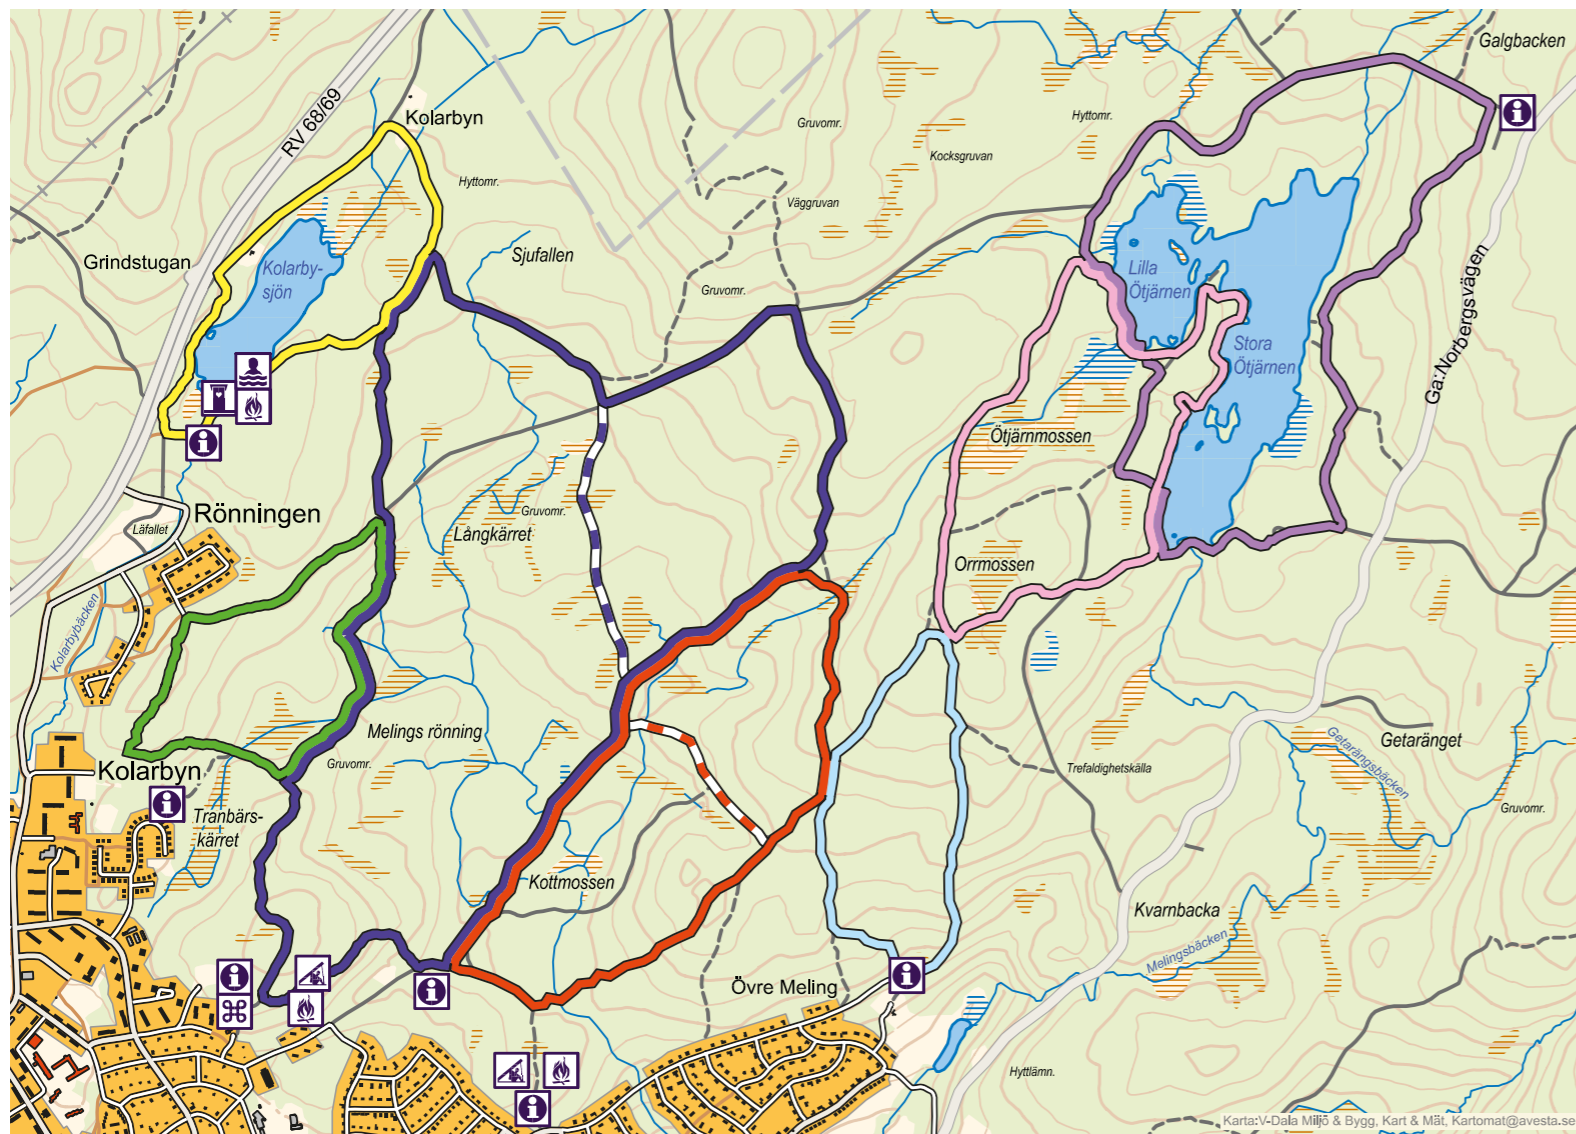 Galgbacken
RV 68/69
Kolarbyn
Gruvomr.
Hyttomr.
Kocksgruvan
Hyttomr.
Väggruvan
Grindstugan
Kolarby-
sjön
Sjufallen
Gruvomr.
Lilla
Ötjärnen
Stora
Ötjärnen
Ga:Norbergsvägen
Ötjärnmossen
Rönningen
Läfallet
Gruvomr.
Långkärret
Orrmossen
Kolarbybäcken
Melings rönning
Gruvomr.
Kolarbyn
Trefaldighetskälla
Getaränget
Getarängsbäcken
Gruvomr.
Tranbärs-
kärret
Kottmossen
Kvarnbacka
Melingsbäcken
Övre Meling
Hyttlämn.
Karta:V-Dala Miljö & Bygg, Kart & Mät, Kartomat@avesta.se